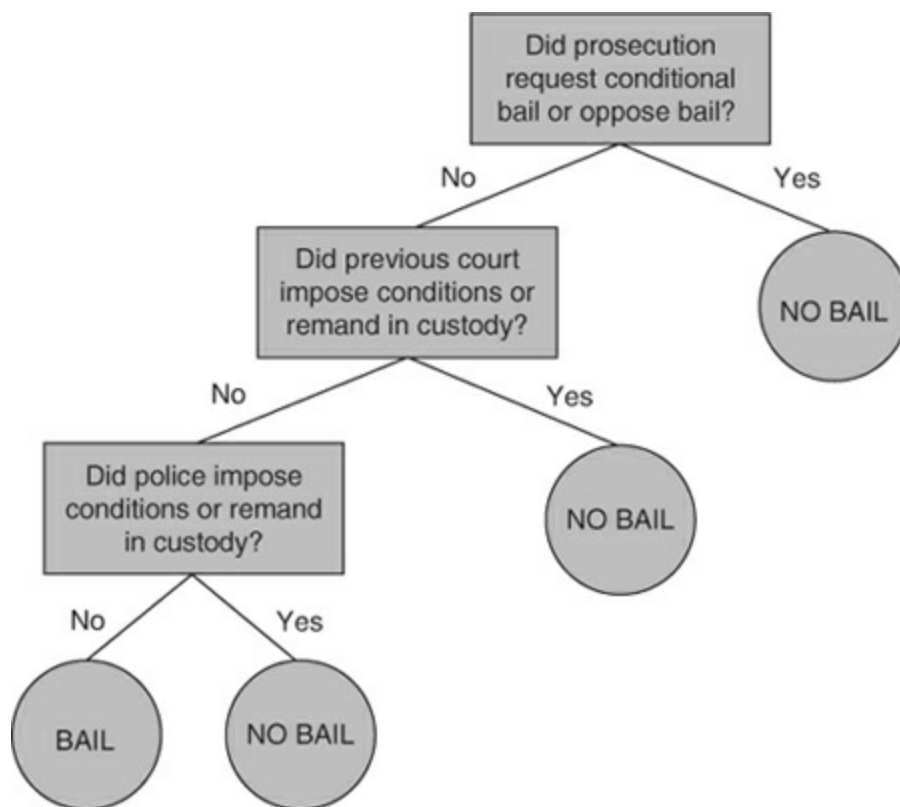 Did prosecution
request conditional
bail or oppose bail?
No
Yes
Did previous court
impose conditions or
remand in custody?
NO BAIL
No
Yes
Did police impose
conditions or remand
in custody?
NO BAIL
No
Yes
BAIL
NO BAIL